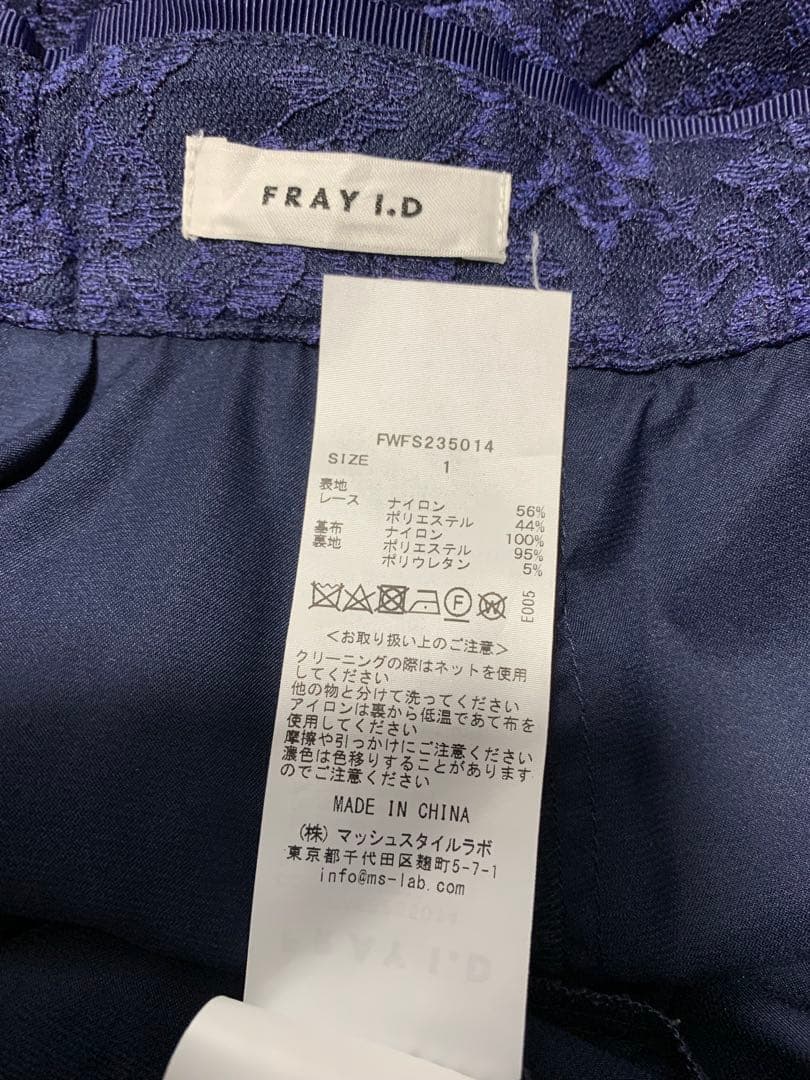 FRAY I.D
FWFS235014
SIZE 1
表地
レース ナイロン 56%
ポリエステル 44%
基布 ナイロン 100%
裏地 ポリエステル 95%
ポリウレタン 5%
F W E005
<お取り扱い上のご注意>
クリーニングの際はネットを使用
してください
他の物と分けて洗ってください
アイロンは裏から低温であて布を
使用してください
摩擦や引っかけにご注意ください
濃色は色移りすることがあります
のでご注意ください
MADE IN CHINA
(株) マッシュスタイルラボ
東京都千代田区麹町5-7-1
info@ms-lab.com
FRAY I.D